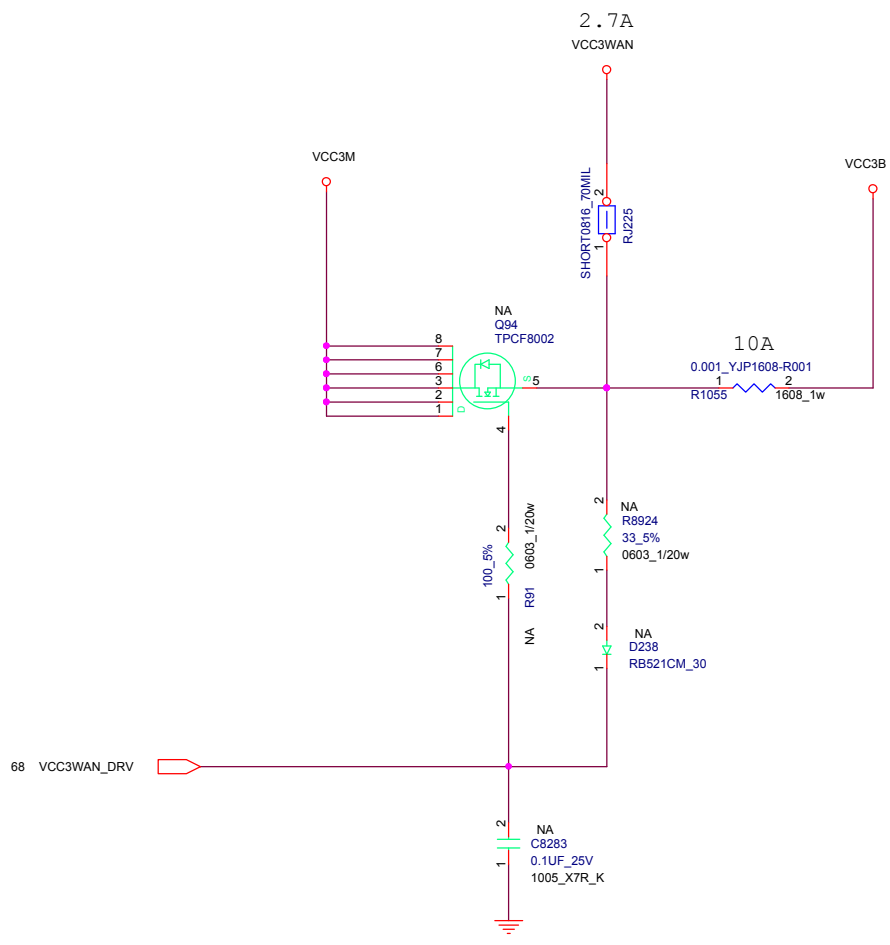 2.7A
VCC3WAN
VCC3M
VCC3B
SHORT0816_70MIL
2
1
RJ225
NA
Q94
TPCF8002
8
7
6
3
2
1
D
S
5
4
10A
0.001_YJP1608-R001
1
2
R1055
1608_1w
2
100_5%
0603_1/20w
1
R91
NA
2
NA
R8924
33_5%
0603_1/20w
1
2
NA
D238
RB521CM_30
1
68 VCC3WAN_DRV
2
NA
C8283
0.1UF_25V
1
1005_X7R_K